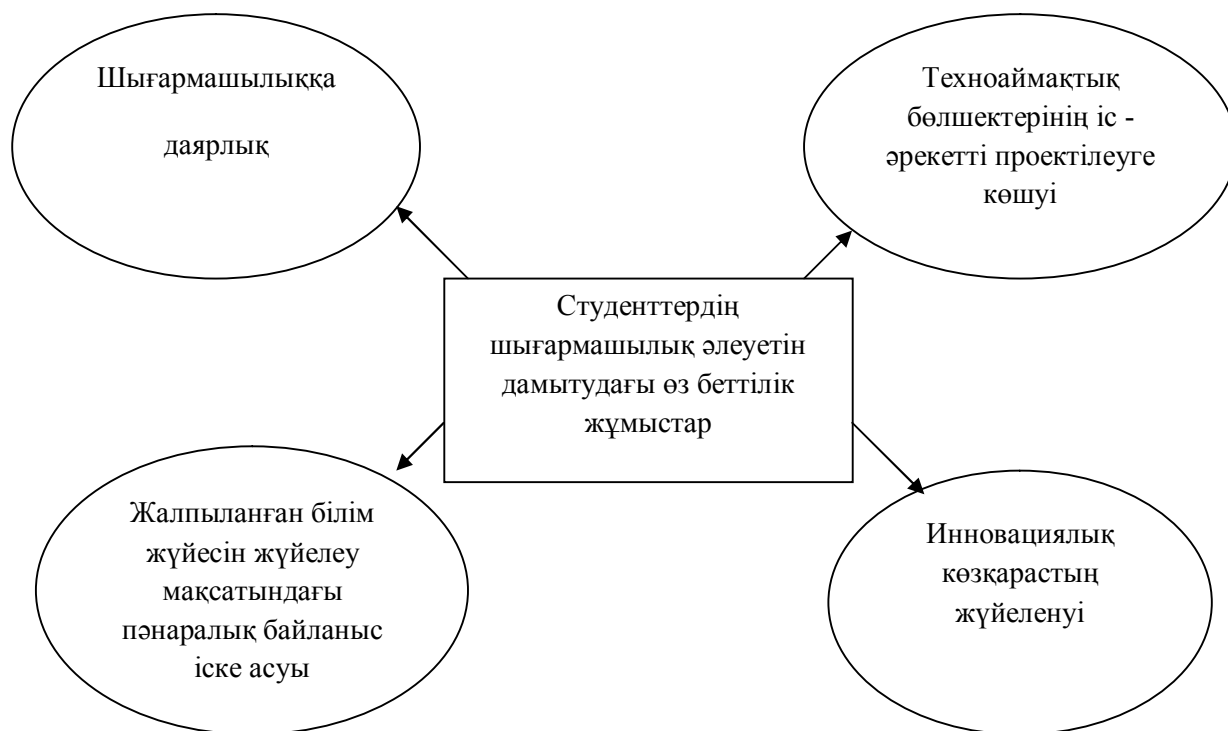 Шығармашылыққа
даярлық
Техноаймақтық
бөлшектерінің іс -
әрекетті проектілеуге
көшуі
Студенттердің
шығармашылық әлеуетін
дамытудағы өз беттілік
жұмыстар
Жалпыланған білім
жүйесін жүйелеу
мақсатындағы
пәнаралық байланыс
іске асуы
Инновациялық
көзқарастың
жүйеленуі